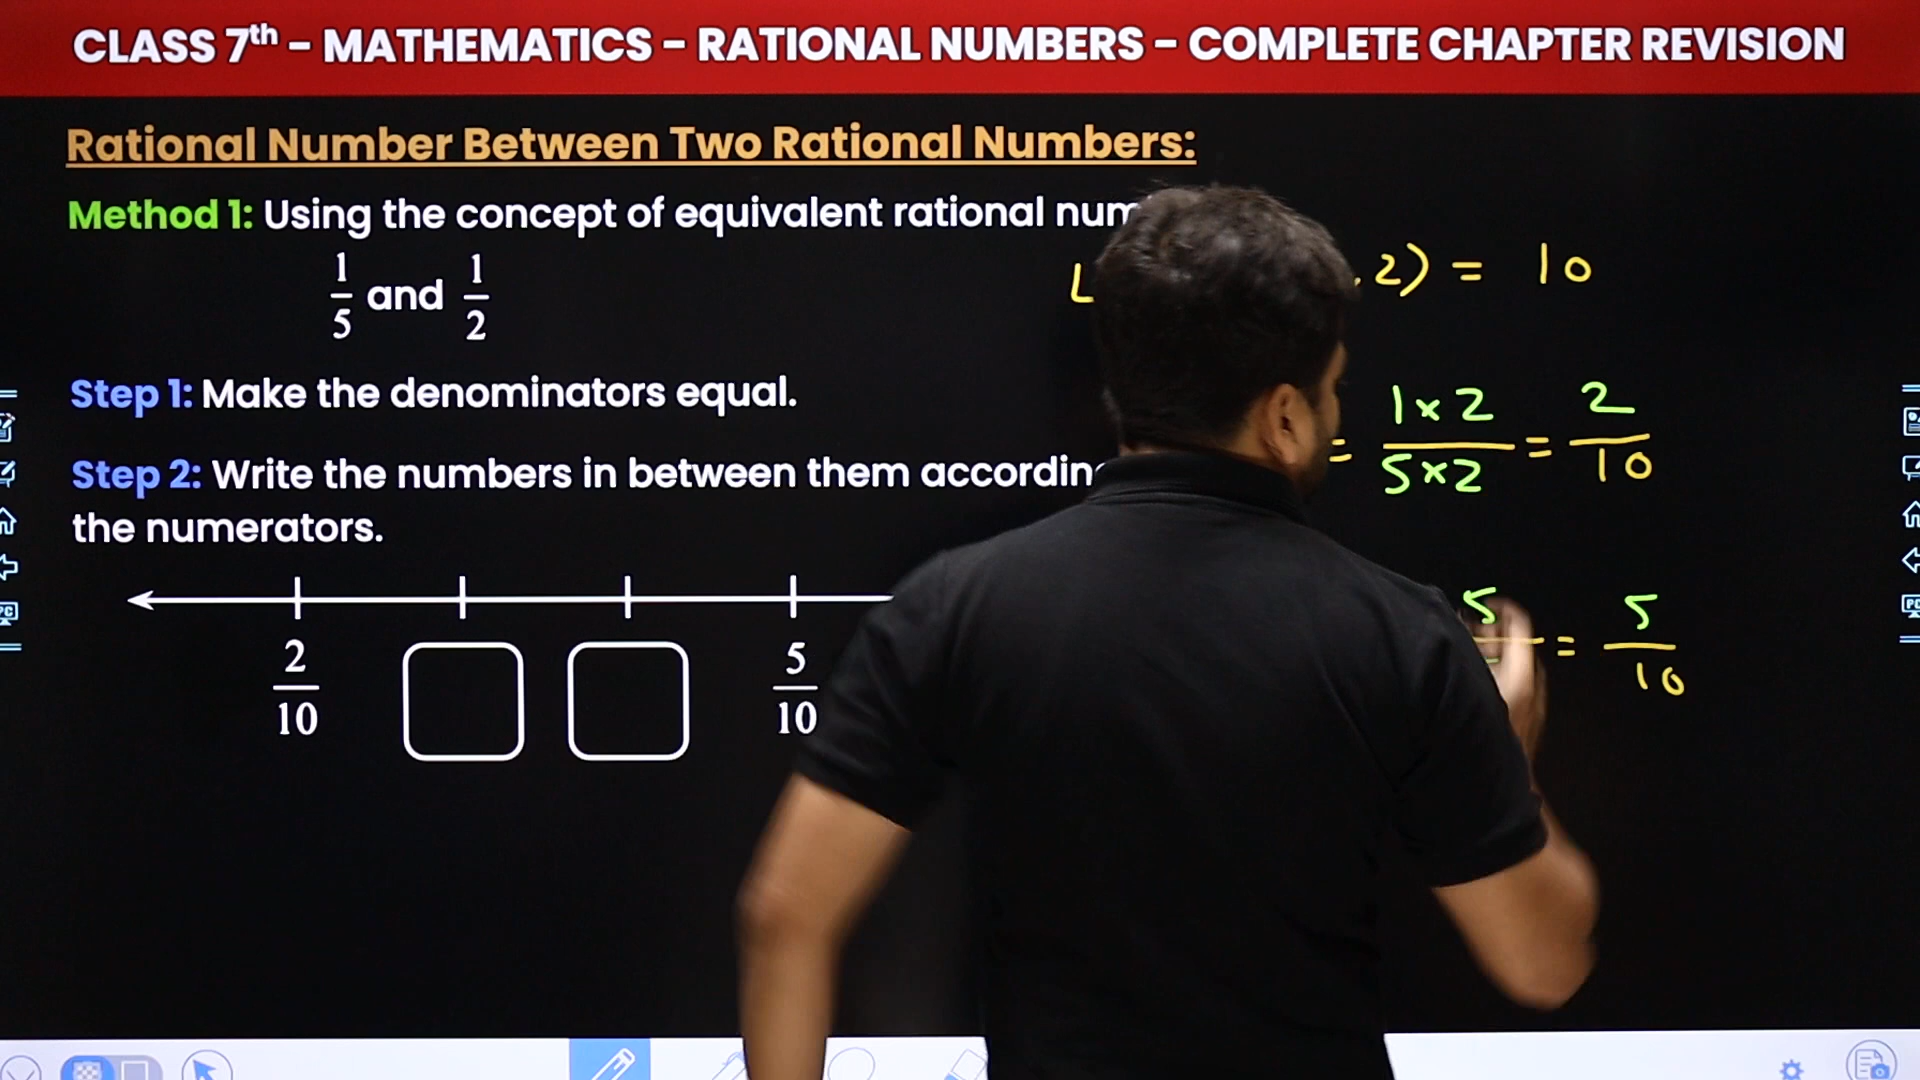 CLASS 7th – MATHEMATICS – RATIONAL NUMBERS – COMPLETE CHAPTER REVISION
Rational Number Between Two Rational Numbers:
Method 1: Using the concept of equivalent rational
1/5 and 1/2
, 2) = 10
Step 1: Make the denominators equal.
= 1×2/5×2 = 2/10
Step 2: Write the numbers in between them
the numerators.
5
= 5/10
2/10 5/10